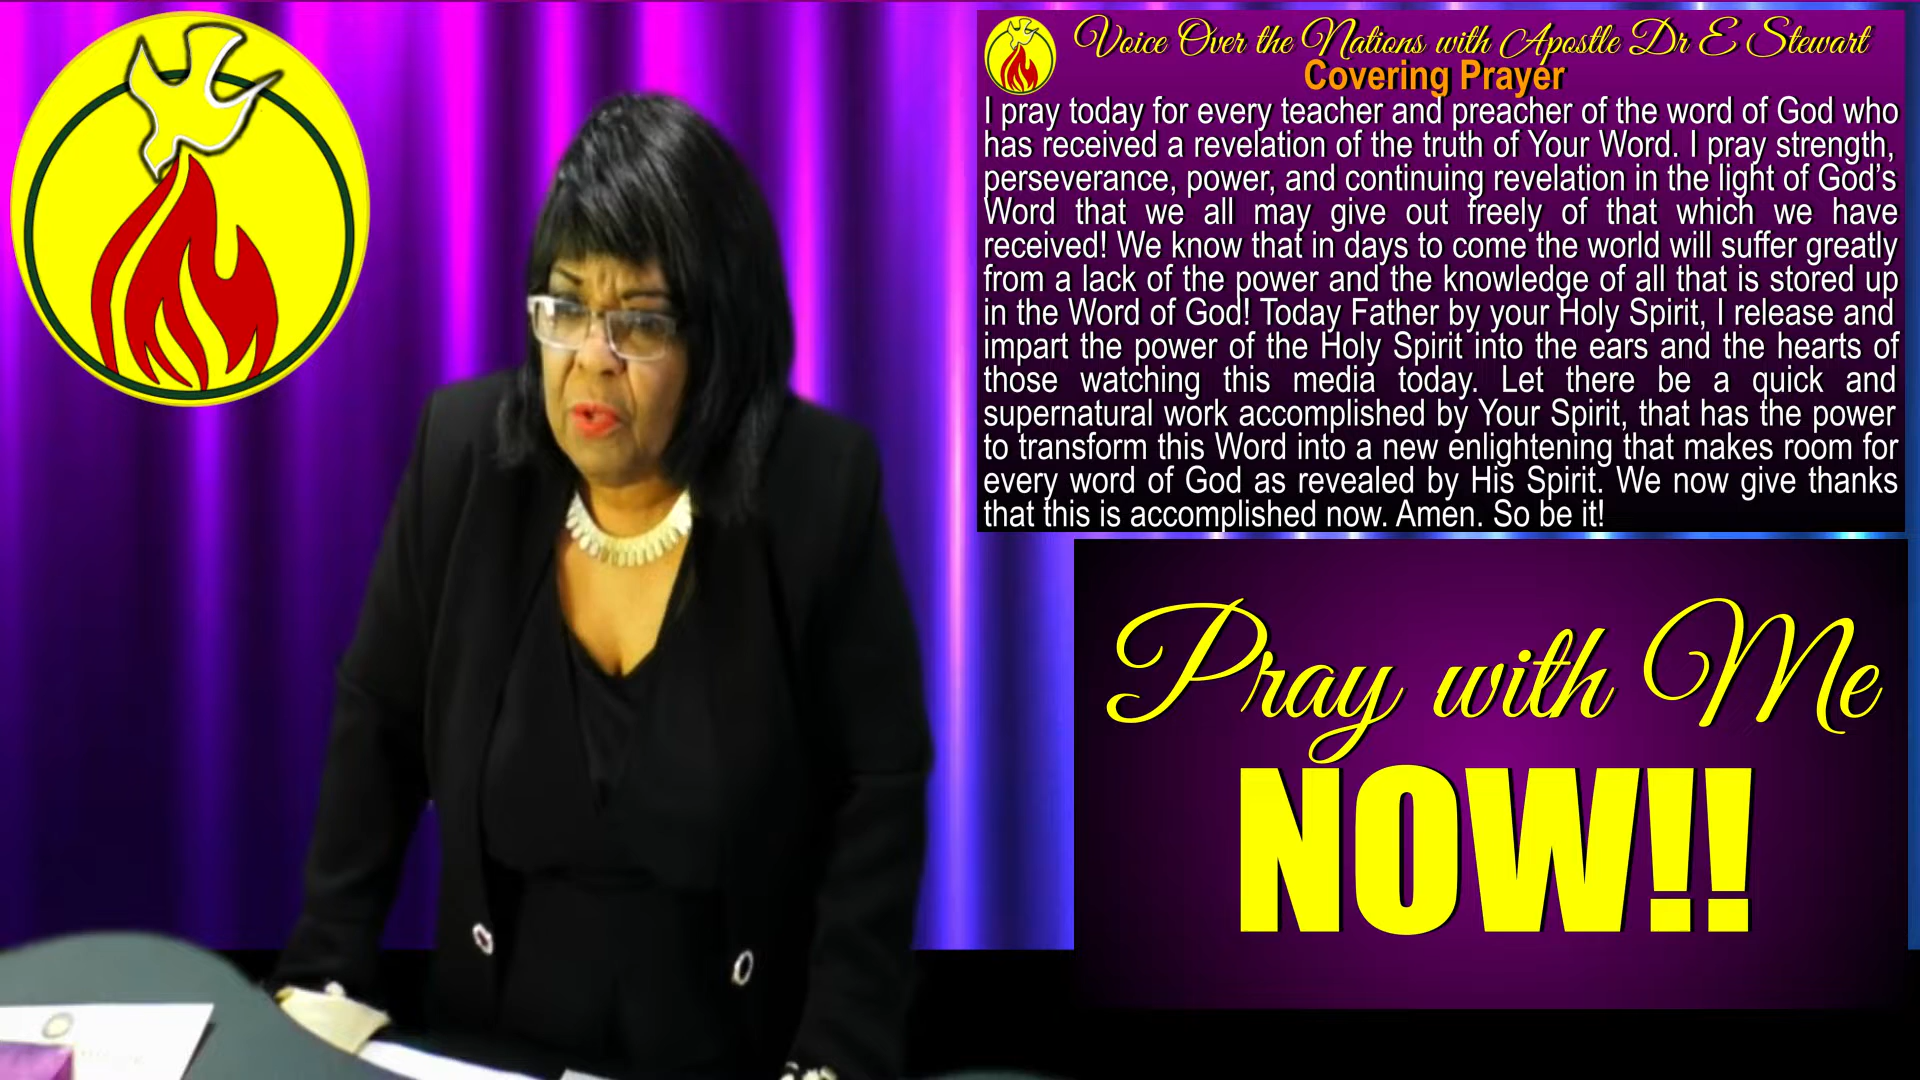 Voice Over the Nations with Apostle Dr E Stewart
Covering Prayer
I pray today for every teacher and preacher of the word of God who
has received a revelation of the truth of Your Word. I pray strength,
perseverance, power, and continuing revelation in the light of God's
Word that we all may give out freely of that which we have
received! We know that in days to come the world will suffer greatly
from a lack of the power and the knowledge of all that is stored up
in the Word of God! Today Father by your Holy Spirit, I release and
impart the power of the Holy Spirit into the ears and the hearts of
those watching this media today. Let there be a quick and
supernatural work accomplished by Your Spirit, that has the power
to transform this Word into a new enlightening that makes room for
every word of God as revealed by His Spirit. We now give thanks
that this is accomplished now. Amen. So be it!
Pray with Me
NOW!!